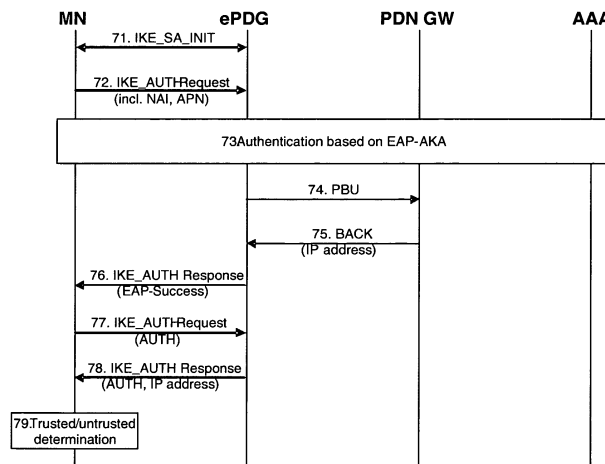 MN ePDG PDN GW AAA
71. IKE_SA_INIT
72. IKE_AUTHRequest
(incl. NAI, APN)
73Authentication based on EAP-AKA
74. PBU
75. BACK
(IP address)
76. IKE_AUTH Response
(EAP-Success)
77. IKE_AUTHRequest
(AUTH)
78. IKE_AUTH Response
(AUTH, IP address)
79.Trusted/untrusted
determination